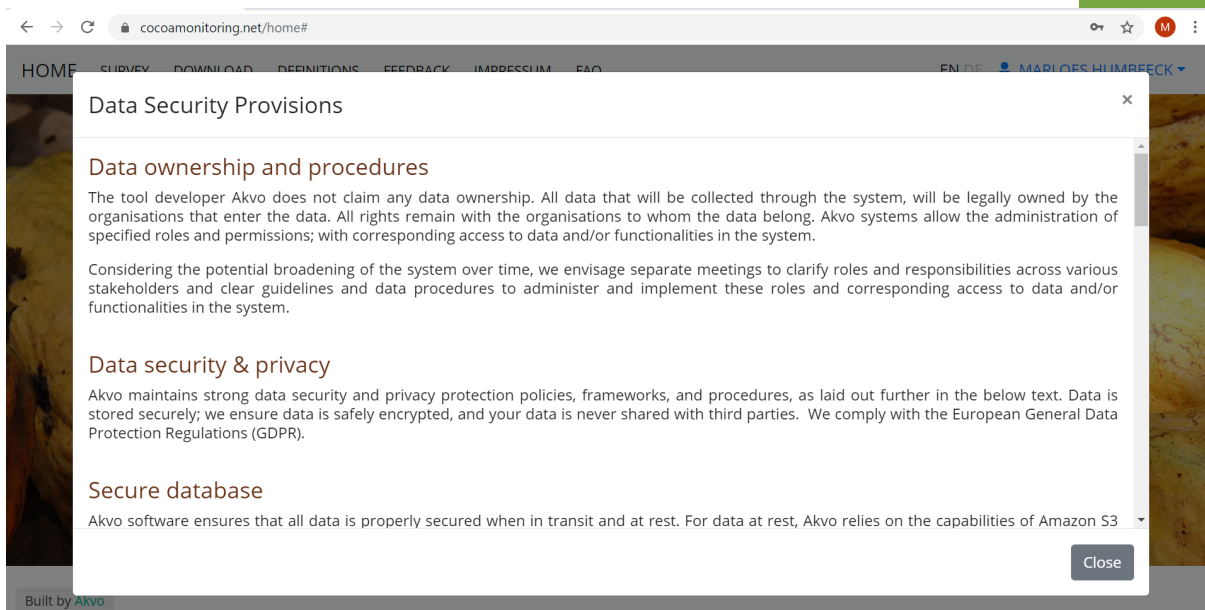 cocoamonitoring.net/home#
M
HOME SURVEY DOWNLOAD DEFINITIONS FEEDBACK IMPRESSUM FAQ EN DE MARLOES HUMBEECK
Data Security Provisions ×
Data ownership and procedures
The tool developer Akvo does not claim any data ownership. All data that will be collected through the system, will be legally owned by the
organisations that enter the data. All rights remain with the organisations to whom the data belong. Akvo systems allow the administration of
specified roles and permissions; with corresponding access to data and/or functionalities in the system.
Considering the potential broadening of the system over time, we envisage separate meetings to clarify roles and responsibilities across various
stakeholders and clear guidelines and data procedures to administer and implement these roles and corresponding access to data and/or
functionalities in the system.
Data security & privacy
Akvo maintains strong data security and privacy protection policies, frameworks, and procedures, as laid out further in the below text. Data is
stored securely; we ensure data is safely encrypted, and your data is never shared with third parties. We comply with the European General Data
Protection Regulations (GDPR).
Secure database
Akvo software ensures that all data is properly secured when in transit and at rest. For data at rest, Akvo relies on the capabilities of Amazon S3
Close
Built by Akvo